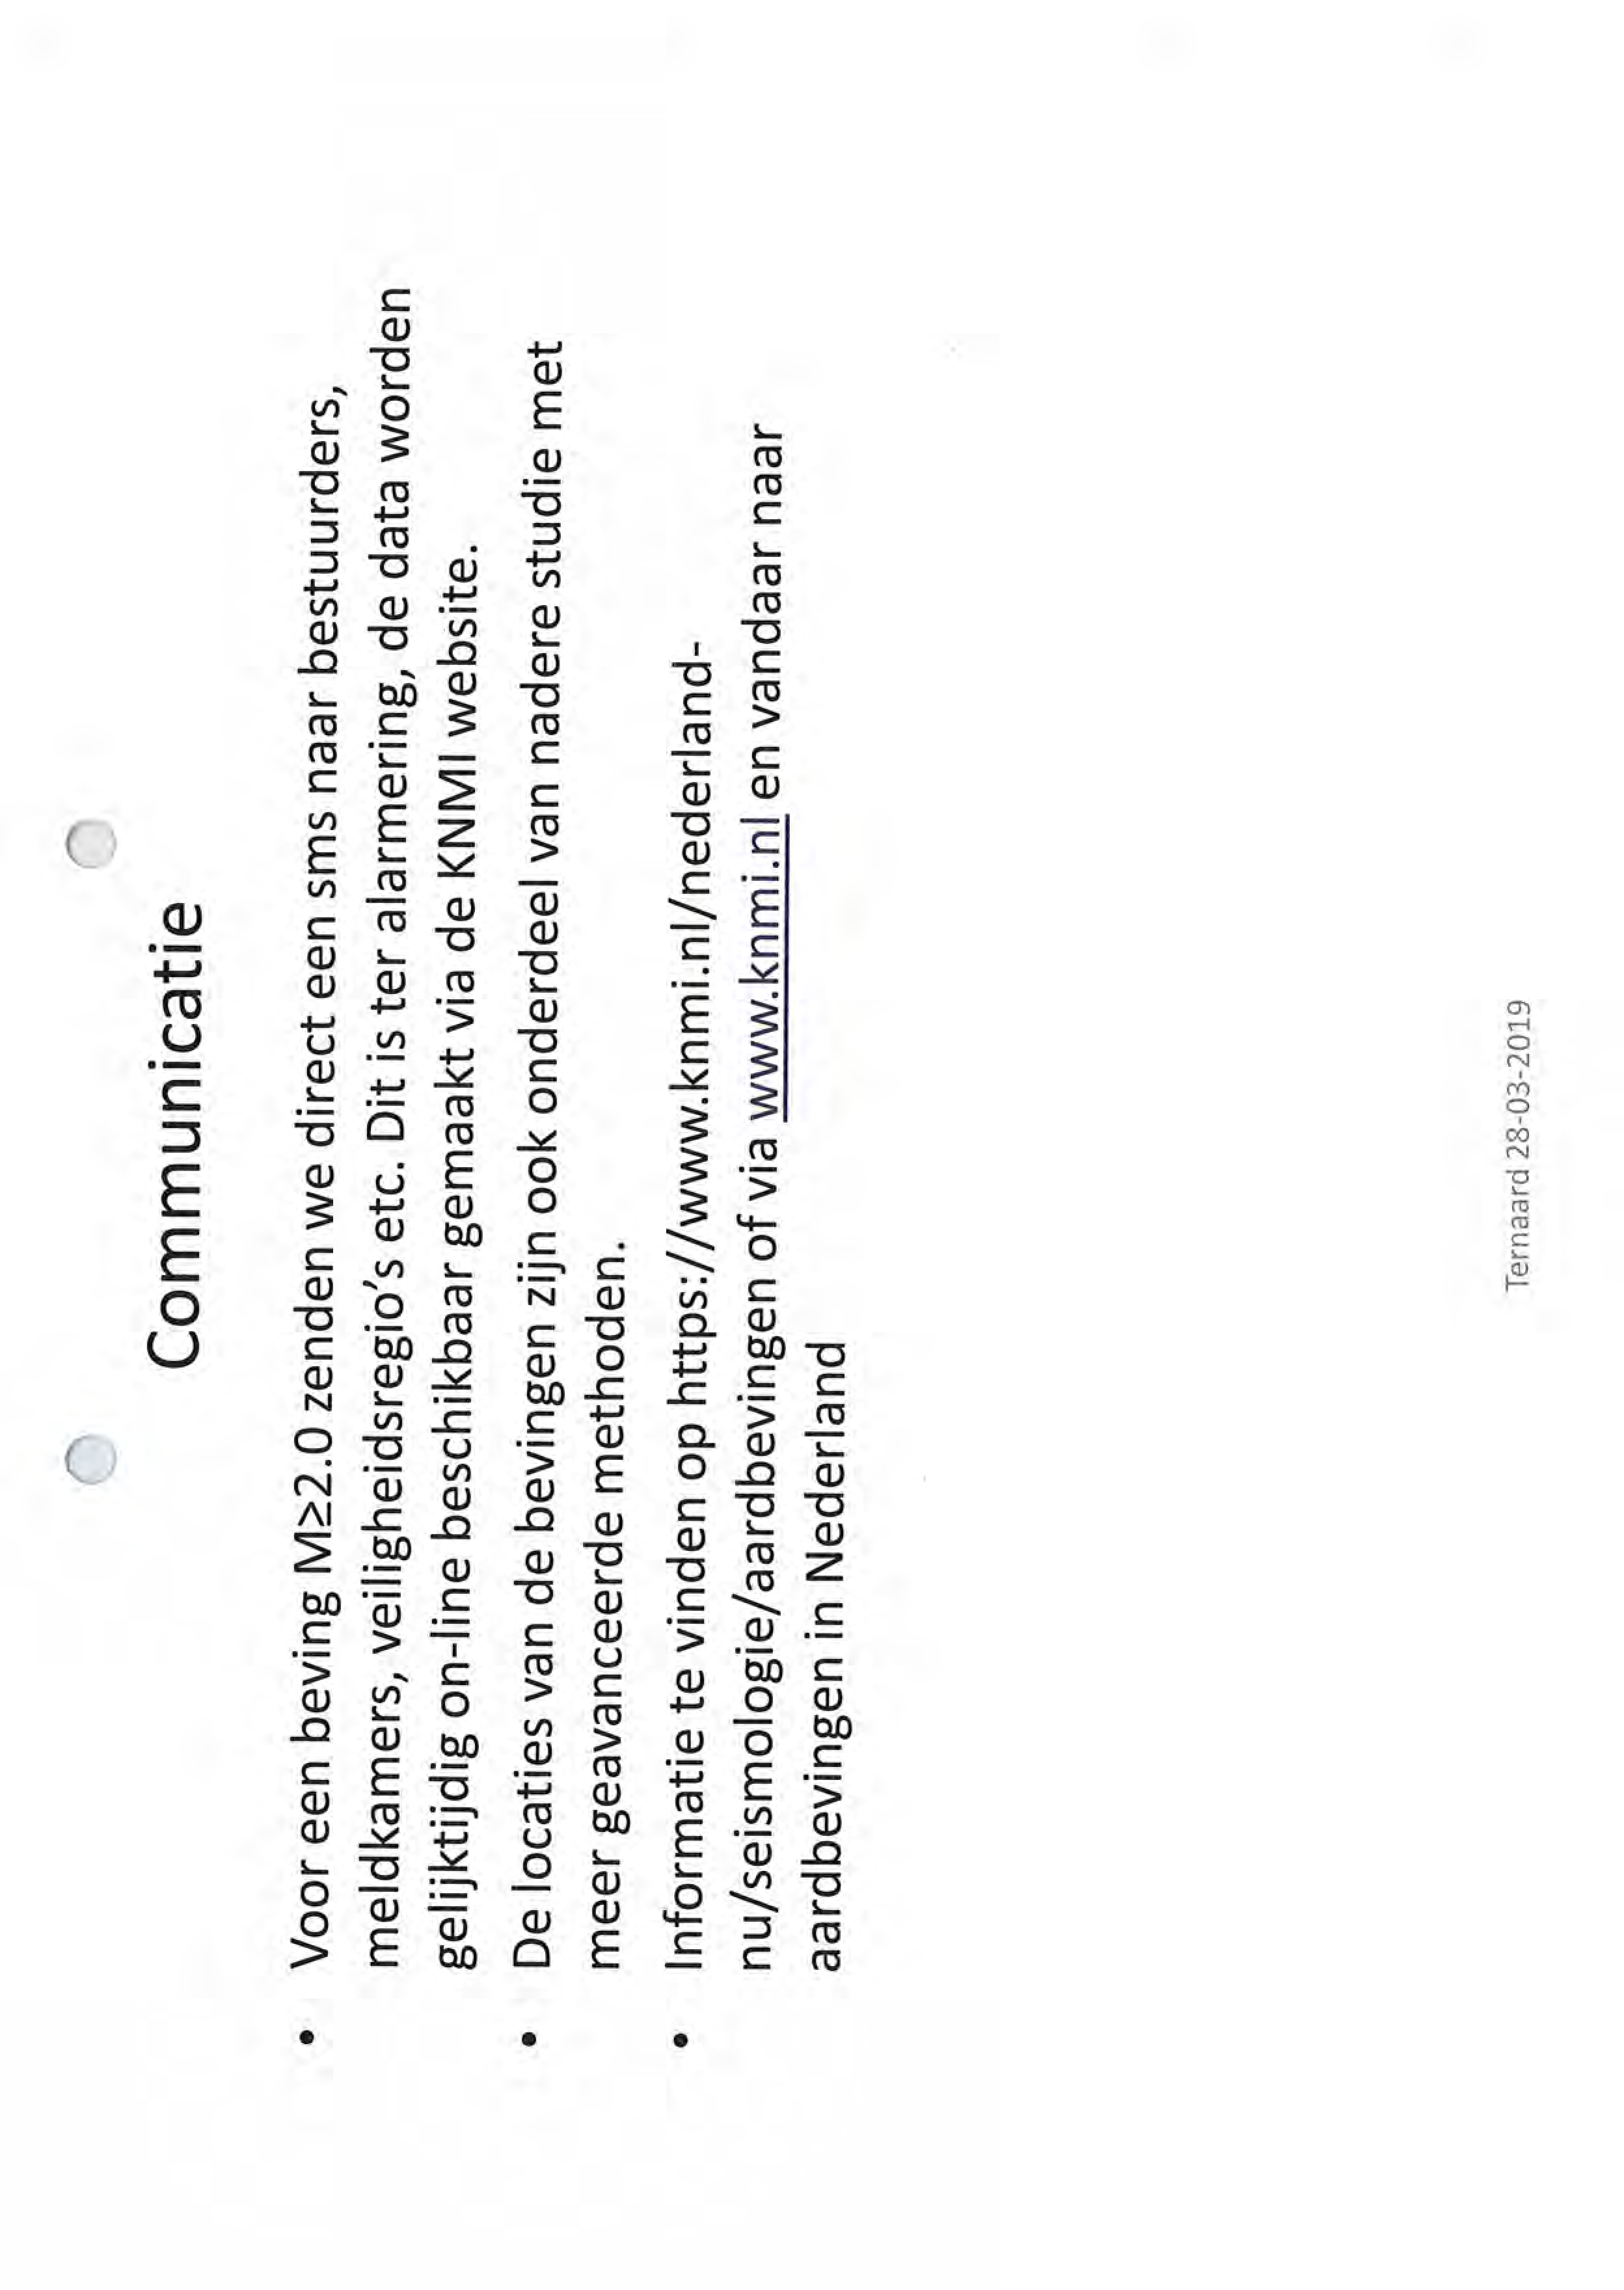 Communicatie
• Voor een beving M≥2.0 zenden we direct een sms naar bestuurders,
meldkamers, veiligheidsregio's etc. Dit is ter alarmering, de data worden
gelijktijdig on-line beschikbaar gemaakt via de KNMI website.
• De locaties van de bevingen zijn ook onderdeel van nadere studie met
meer geavanceerde methoden.
• Informatie te vinden op https://www.knmi.nl/nederland-
nu/seismologie/aardbevingen of via www.knmi.nl en vandaar naar
aardbevingen in Nederland
Ternaard 28-03-2019